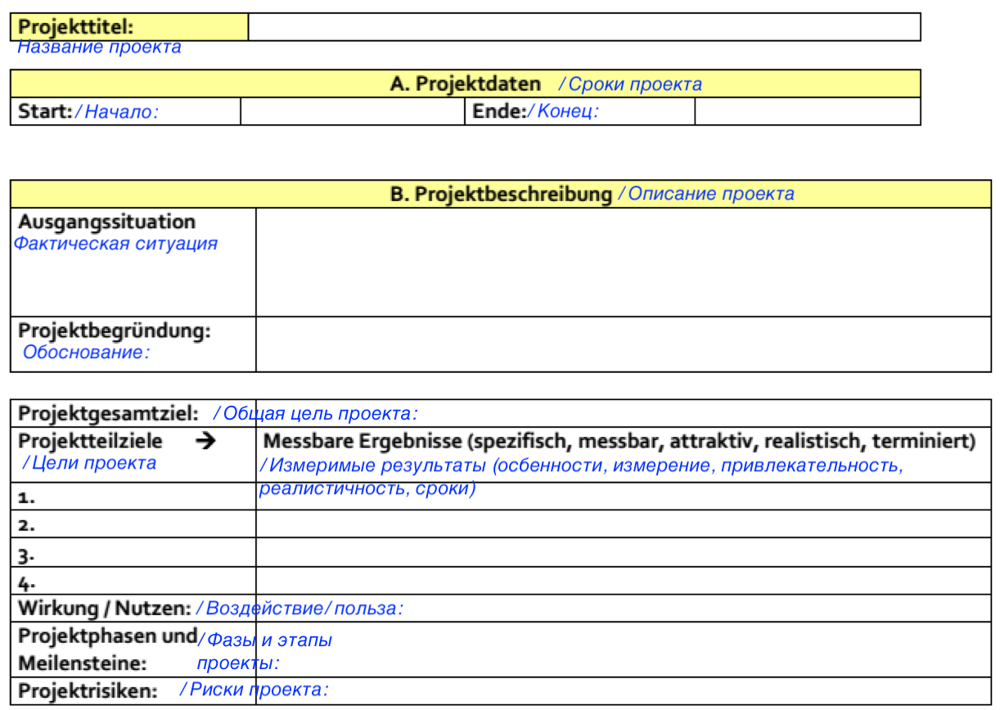 Projekttitel:
Название проекта
A. Projektdaten / Сроки проекта
Start: / Начало: Ende: / Конец:
B. Projektbeschreibung / Описание проекта
Ausgangssituation
Фактическая ситуация
Projektbegründung:
Обоснование:
Projektgesamtziel: / Общая цель проекта:
Projektteilziele → Messbare Ergebnisse (spezifisch, messbar, attraktiv, realistisch, terminiert)
/ Цели проекта / Измеримые результаты (осбенности, измерение, привлекательность,
реалистичность, сроки)
1.
2.
3.
4.
Wirkung / Nutzen: / Воздействие/польза:
Projektphasen und / Фазы и этапы
Meilensteine: проекты:
Projektrisiken: / Риски проекта: